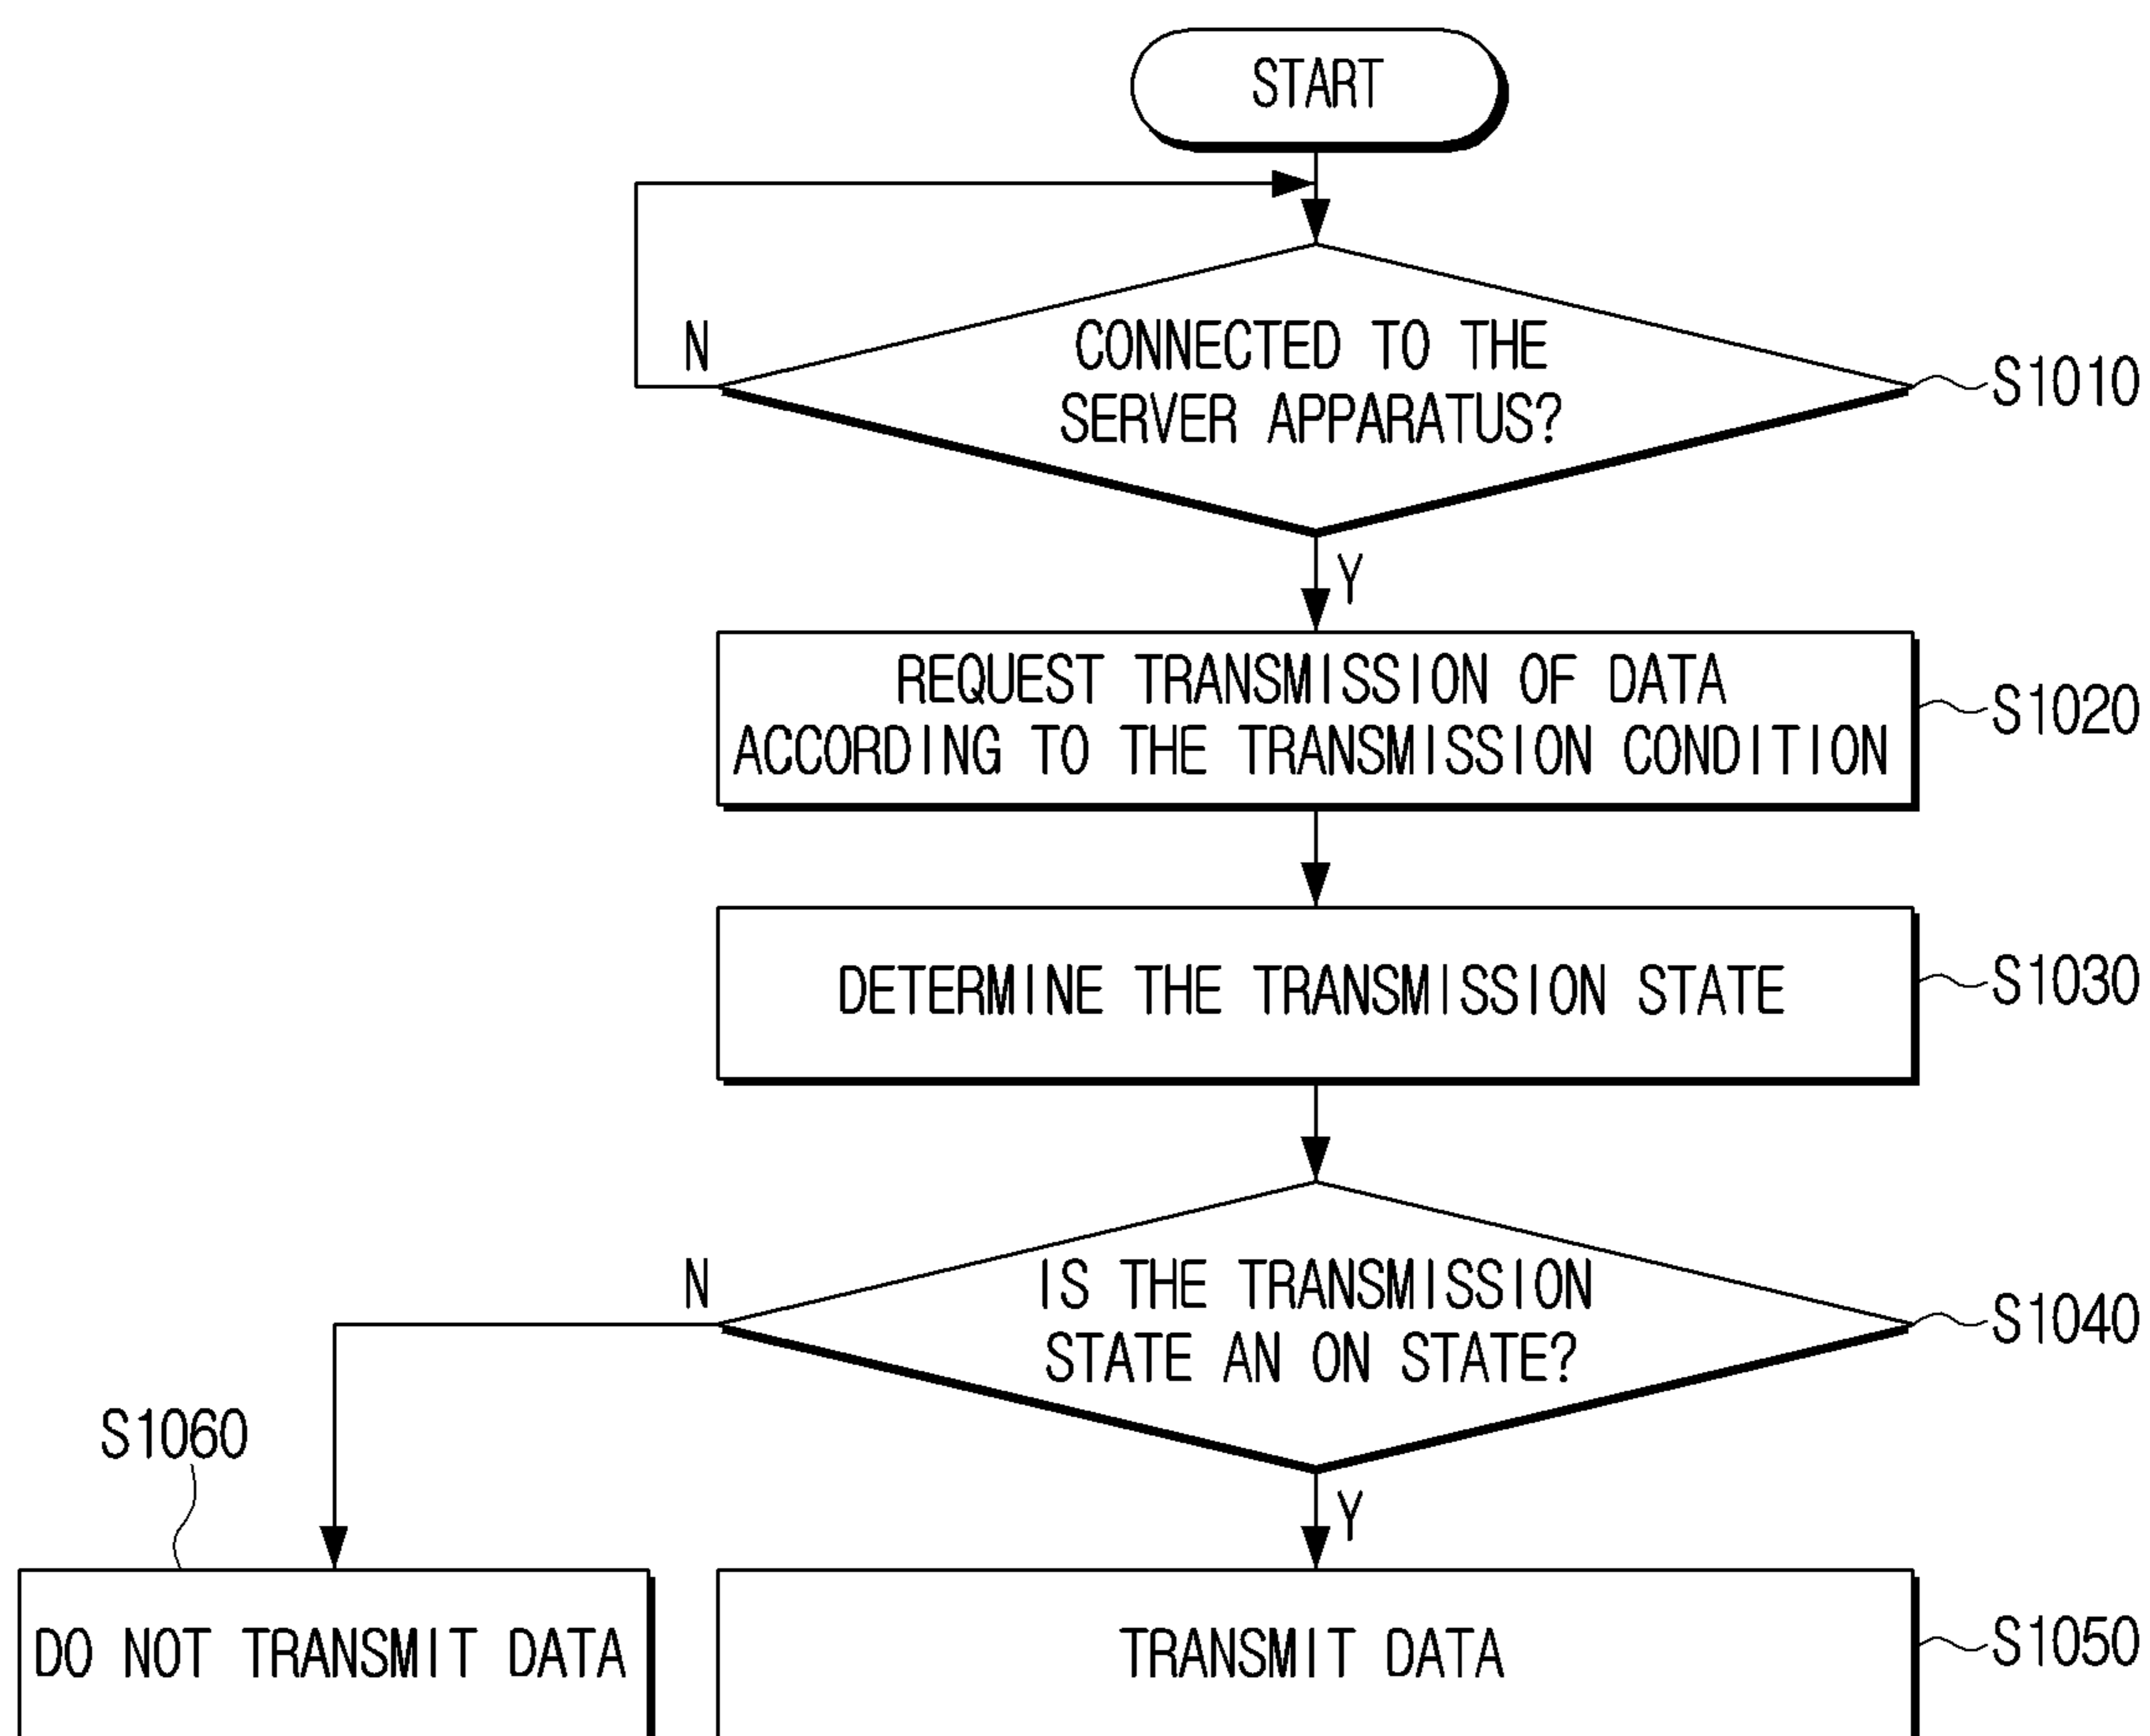 START
N
CONNECTED TO THE
SERVER APPARATUS?
S1010
Y
REQUEST TRANSMISSION OF DATA
ACCORDING TO THE TRANSMISSION CONDITION
S1020
DETERMINE THE TRANSMISSION STATE
S1030
N
IS THE TRANSMISSION
STATE AN ON STATE?
S1040
S1060
Y
DO NOT TRANSMIT DATA
TRANSMIT DATA
S1050